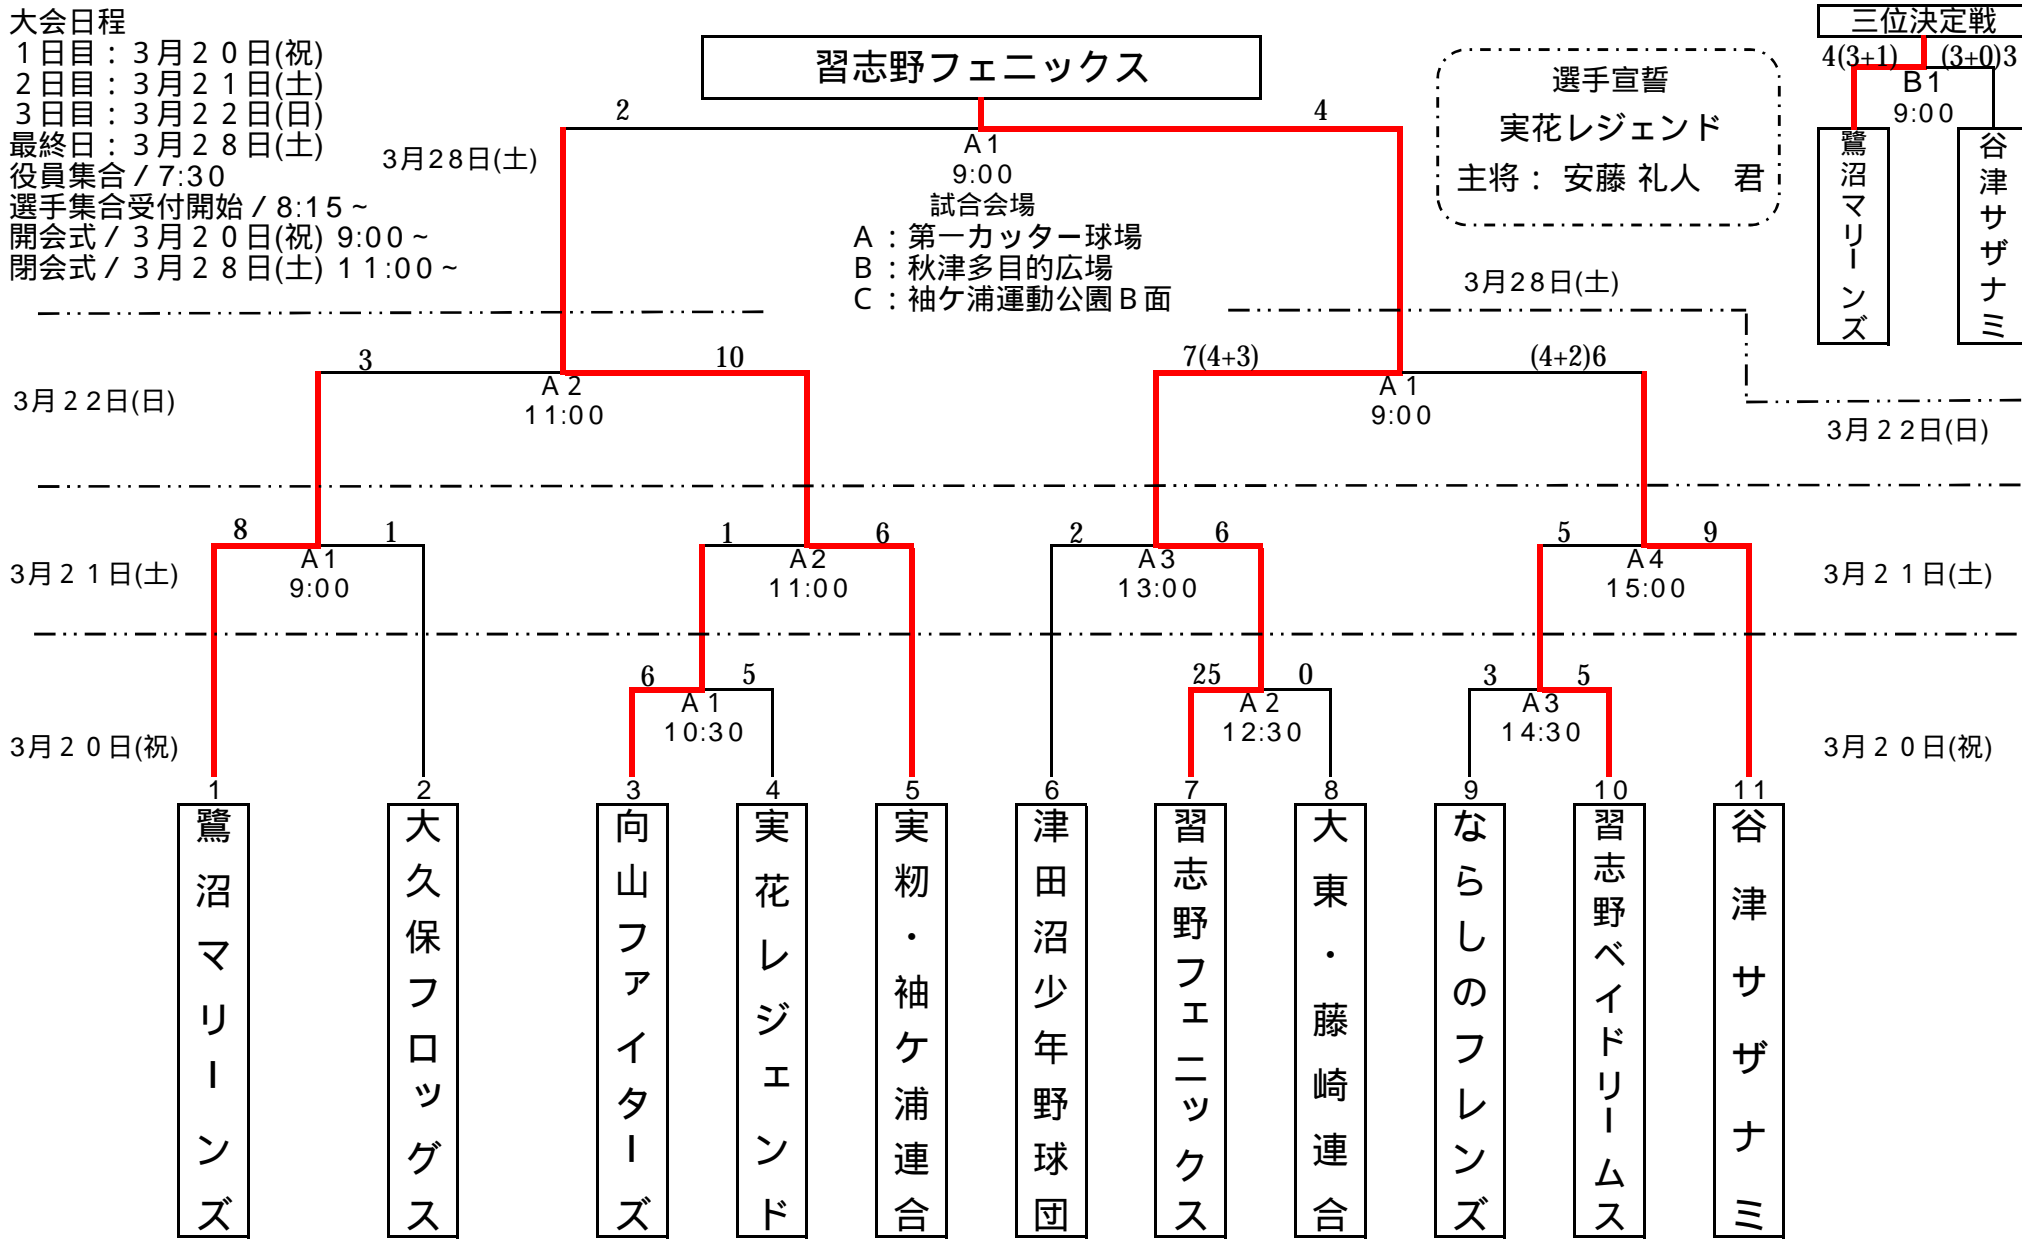 大会日程
1日目：3月20日(祝)
2日目：3月21日(土)
3日目：3月22日(日)
最終日：3月28日(土)
役員集合/7:30
選手集合受付開始/8:15~
開会式/3月20日(祝) 9:00~
閉会式/3月28日(土) 11:00~
習志野フェニックス
2
4
3月28日(土)
A1
9:00
試合会場
A：第一カッター球場
B：秋津多目的広場
C：袖ケ浦運動公園B面
選手宣誓
実花レジェンド
主将： 安藤 礼人　君
三位決定戦
4(3+1)
(3+0)3
B1
9:00
鷺沼マリーンズ
谷津サザナミ
3月28日(土)
3
10
7(4+3)
(4+2)6
3月22日(日)
A2
11:00
A1
9:00
3月22日(日)
8
1
1
6
2
6
5
9
3月21日(土)
A1
9:00
A2
11:00
A3
13:00
A4
15:00
3月21日(土)
6
5
25
0
3
5
A1
10:30
A2
12:30
A3
14:30
3月20日(祝)
3月20日(祝)
1
鷺沼マリーンズ
2
大久保フロッグス
3
向山ファイターズ
4
実花レジェンド
5
実籾・袖ケ浦連合
6
津田沼少年野球団
7
習志野フェニックス
8
大東・藤崎連合
9
ならしのフレンズ
10
習志野ベイドリームス
11
谷津サザナミ